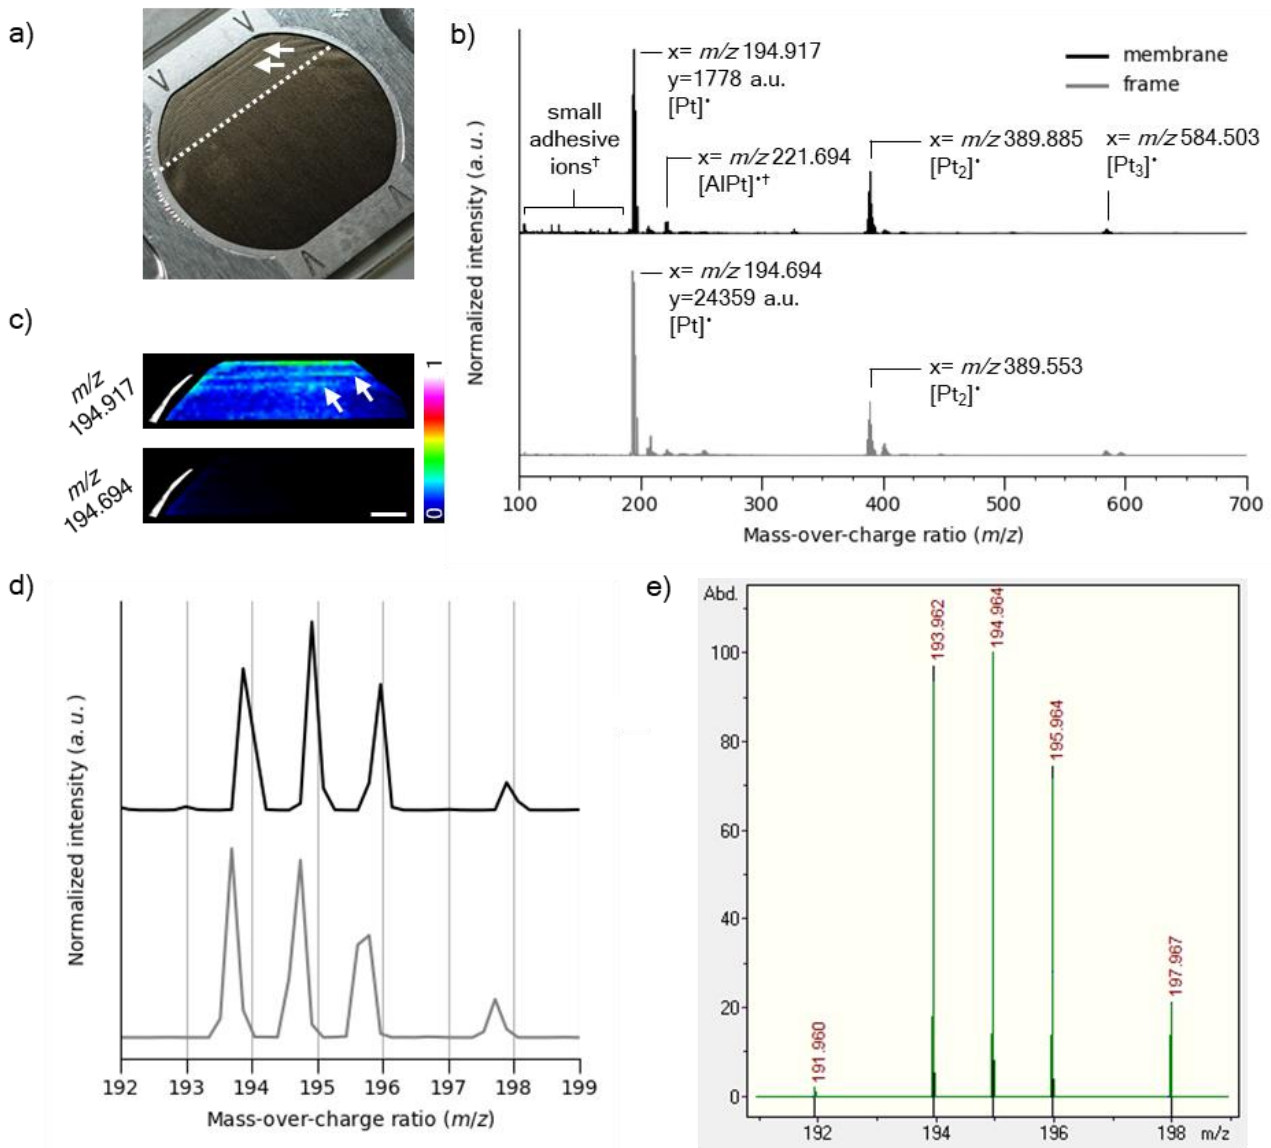 a)
V
V
V
V
b)
x= m/z 194.917
y=1778 a.u.
[Pt]•
membrane
frame
small
adhesive
ions†
x= m/z 221.694
[AlPt]•†
x= m/z 389.885
[Pt₂]•
x= m/z 584.503
[Pt₃]•
Normalized intensity (a.u.)
x= m/z 194.694
y=24359 a.u.
[Pt]•
x= m/z 389.553
[Pt₂]•
100 200 300 400 500 600 700
Mass-over-charge ratio (m/z)
c)
m/z
194.917
m/z
194.694
1
0
d)
Normalized intensity (a.u.)
192 193 194 195 196 197 198 199
Mass-over-charge ratio (m/z)
e)
Abd.
100
80
60
40
20
0
191.960
193.962
194.964
195.964
197.967
192 194 196 198 m/z